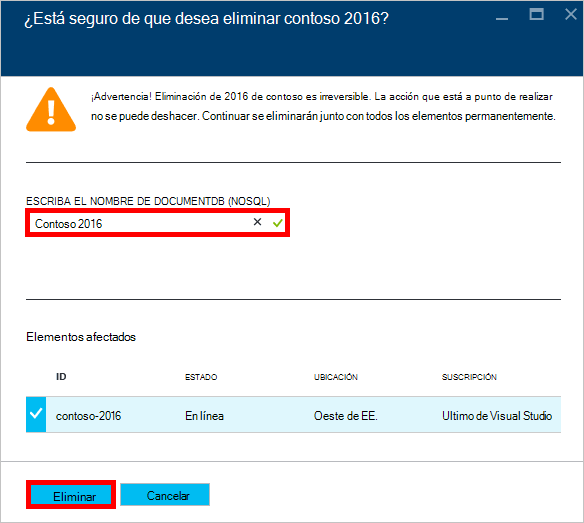 ¿Está seguro de que desea eliminar contoso 2016?
¡Advertencia! Eliminación de 2016 de contoso es irreversible. La acción que está a punto de realizar
no se puede deshacer. Continuar se eliminarán junto con todos los elementos permanentemente.
ESCRIBA EL NOMBRE DE DOCUMENTDB (NOSQL)
Contoso 2016
Elementos afectados
ID ESTADO UBICACIÓN SUSCRIPCIÓN
contoso-2016 En línea Oeste de EE. Ultimo de Visual Studio
Eliminar Cancelar